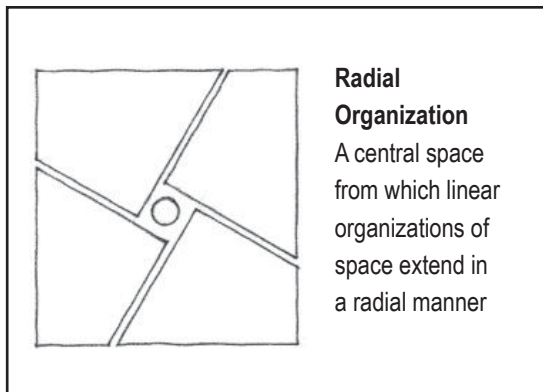 Radial
Organization
A central space
from which linear
organizations of
space extend in
a radial manner